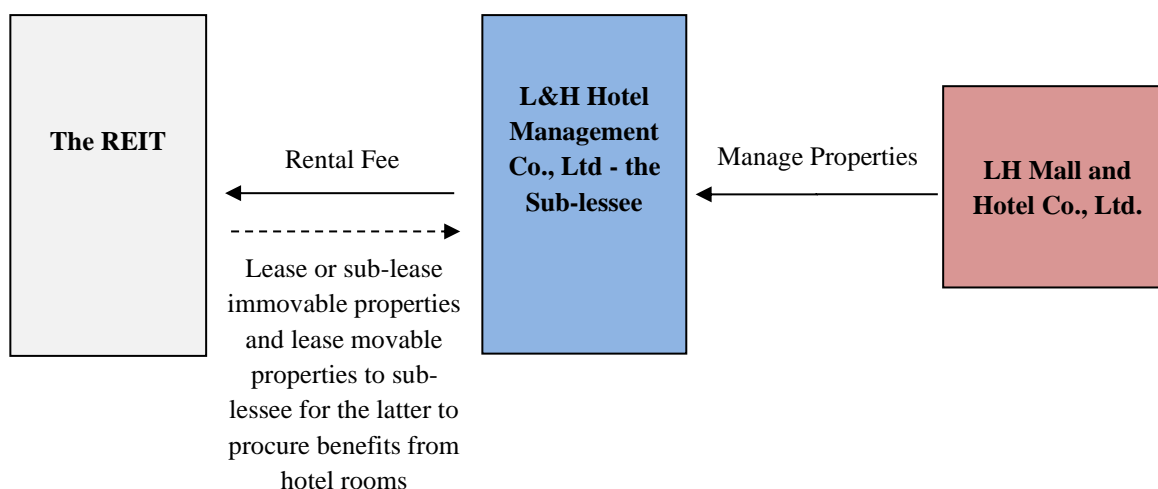 The REIT
Rental Fee
Lease or sub-lease
immovable properties
and lease movable
properties to sub-
lessee for the latter to
procure benefits from
hotel rooms
L&H Hotel
Management
Co., Ltd - the
Sub-lessee
Manage Properties
LH Mall and
Hotel Co., Ltd.